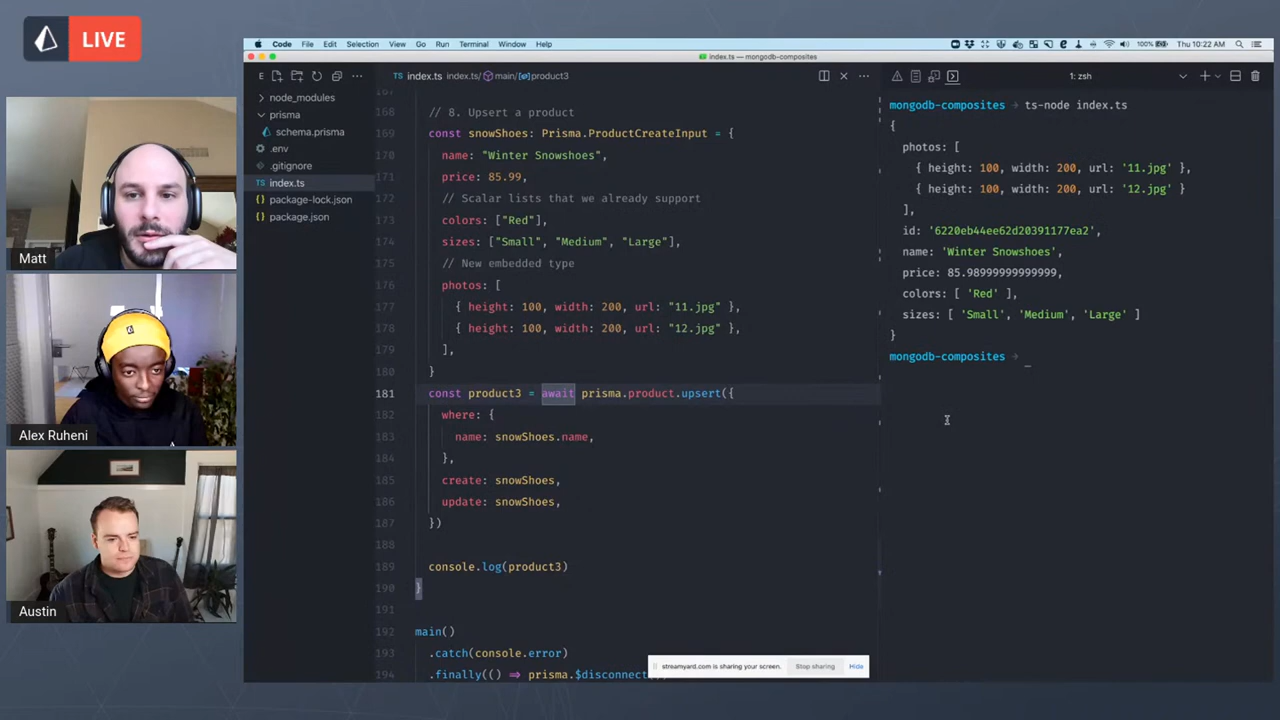 LIVE
Matt
Alex Ruheni
Austin
Code File Edit Selection View Go Run Terminal Window Help
100% Thu 10:22 AM
index.ts — mongodb-composites
E
node_modules
prisma
schema.prisma
.env
.gitignore
TS index.ts
package-lock.json
package.json
TS index.ts index.ts/ main/ product3
168 // 8. Upsert a product
169 const snowShoes: Prisma.ProductCreateInput = {
170 name: "Winter Snowshoes",
171 price: 85.99,
172 // Scalar lists that we already support
173 colors: ["Red"],
174 sizes: ["Small", "Medium", "Large"],
175 // New embedded type
176 photos: [
177 { height: 100, width: 200, url: "11.jpg" },
178 { height: 100, width: 200, url: "12.jpg" },
179 ],
180 }
181 const product3 = await prisma.product.upsert({
182 where: {
183 name: snowShoes.name,
184 },
185 create: snowShoes,
186 update: snowShoes,
187 })
188
189 console.log(product3)
190 }
191
192 main()
193 .catch(console.error)
194 .finally(() => prisma.$disconnect
streamyard.com is sharing your screen. Stop sharing Hide
1: zsh
mongodb-composites → ts-node index.ts
{
photos: [
{ height: 100, width: 200, url: '11.jpg' },
{ height: 100, width: 200, url: '12.jpg' }
],
id: '6220eb44ee62d20391177ea2',
name: 'Winter Snowshoes',
price: 85.98999999999999,
colors: [ 'Red' ],
sizes: [ 'Small', 'Medium', 'Large' ]
}
mongodb-composites → _